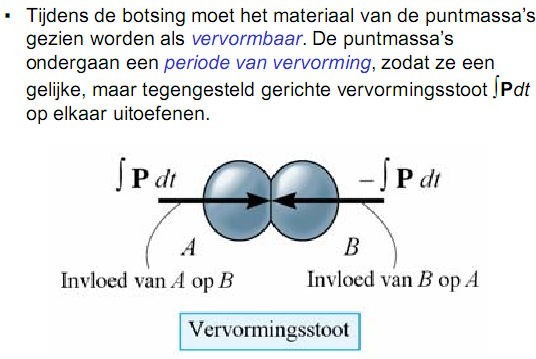 ▪ Tijdens de botsing moet het materiaal van de puntmassa's
gezien worden als vervormbaar. De puntmassa's
ondergaan een periode van vervorming, zodat ze een
gelijke, maar tegengesteld gerichte vervormingsstoot ∫Pdt
op elkaar uitoefenen.
∫ P dt
−∫ P dt
A
B
Invloed van A op B
Invloed van B op A
Vervormingsstoot